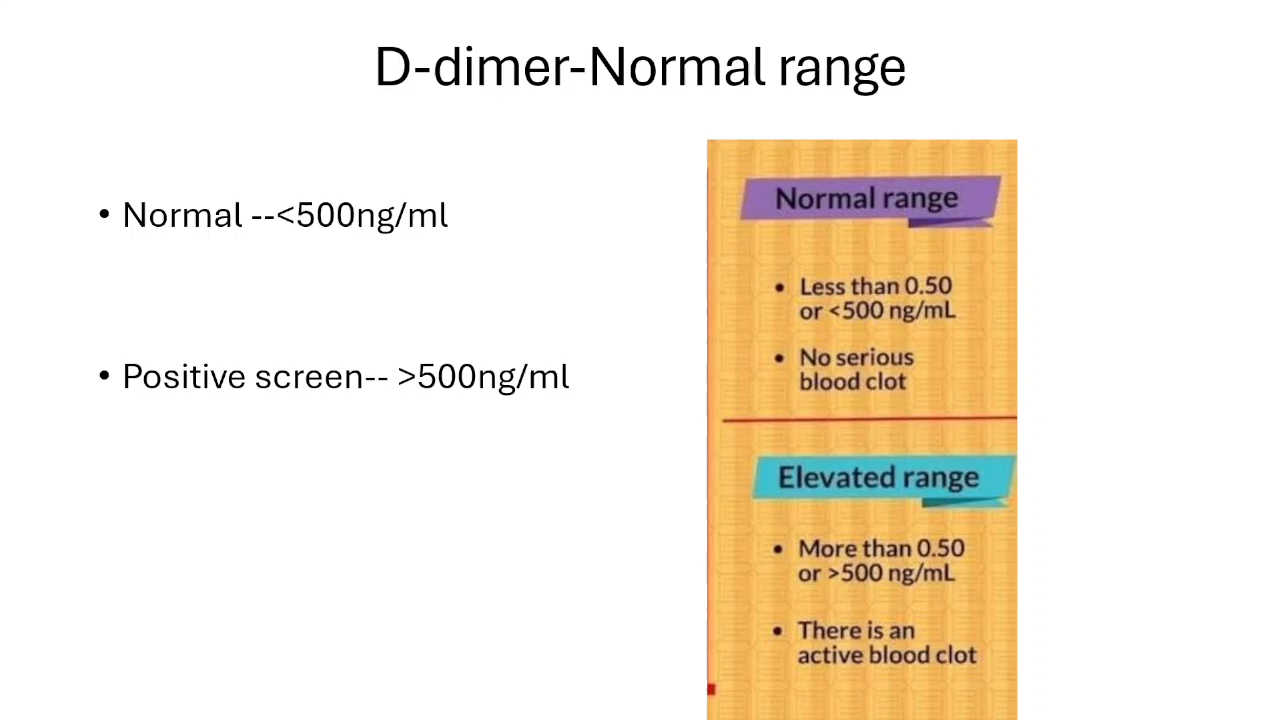 D-dimer-Normal range
• Normal --<500ng/ml
• Positive screen-- >500ng/ml
Normal range
• Less than 0.50
or <500 ng/mL
• No serious
blood clot
Elevated range
• More than 0.50
or >500 ng/mL
• There is an
active blood clot